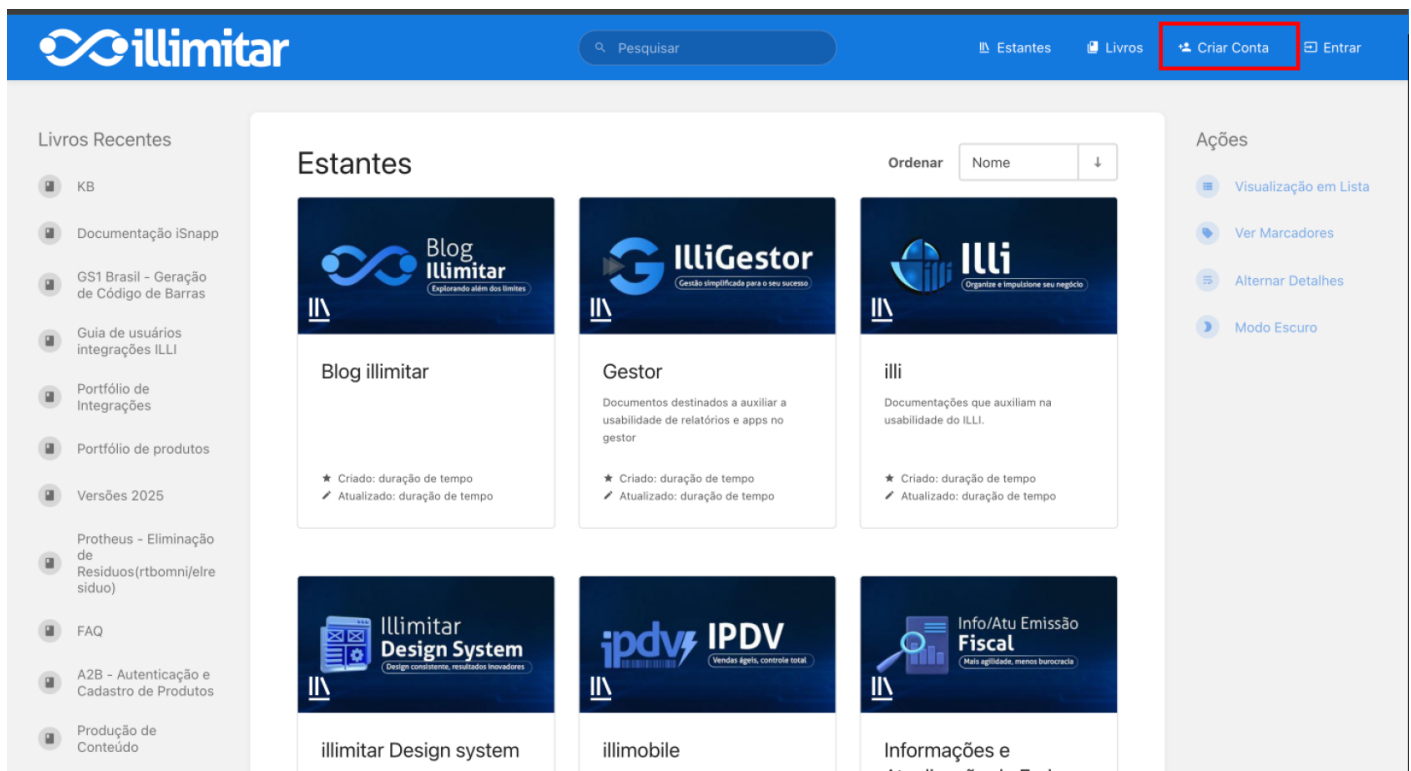 illimitar
Pesquisar
Estantes
Livros
Criar Conta
Entrar
Livros Recentes
KB
Documentação iSnapp
GS1 Brasil - Geração
de Código de Barras
Guia de usuários
integrações ILLI
Portfólio de
Integrações
Portfólio de produtos
Versões 2025
Protheus - Eliminação
de
Residuos(rtbomni/elre
siduo)
FAQ
A2B - Autenticação e
Cadastro de Produtos
Produção de
Conteúdo
Estantes
Ordenar
Nome
Blog
Illimitar
Explorando além dos limites
Blog illimitar
Criado: duração de tempo
Atualizado: duração de tempo
IlliGestor
Gestão simplificada para o seu sucesso
Gestor
Documentos destinados a auxiliar a
usabilidade de relatórios e apps no
gestor
Criado: duração de tempo
Atualizado: duração de tempo
Illi
Organize e impulsione seu negócio
illi
Documentações que auxiliam na
usabilidade do ILLI.
Criado: duração de tempo
Atualizado: duração de tempo
Illimitar
Design System
Design consistente, resultados inovadores
illimitar Design system
ipdv
IPDV
Vendas ágeis, controle total
illimobile
Info/Atu Emissão
Fiscal
Mais agilidade, menos burocracia
Informações e
Ações
Visualização em Lista
Ver Marcadores
Alternar Detalhes
Modo Escuro